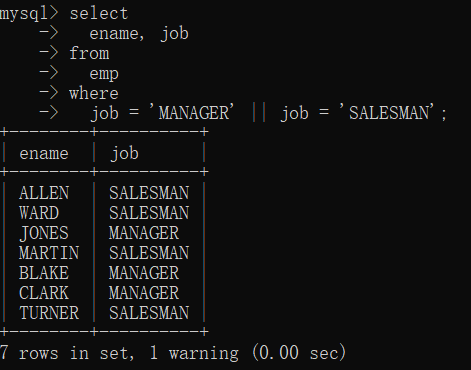 mysql> select
    ->   ename, job
    -> from
    ->   emp
    -> where
    ->   job = 'MANAGER' || job = 'SALESMAN';
+--------+----------+
| ename  | job      |
+--------+----------+
| ALLEN  | SALESMAN |
| WARD   | SALESMAN |
| JONES  | MANAGER  |
| MARTIN | SALESMAN |
| BLAKE  | MANAGER  |
| CLARK  | MANAGER  |
| TURNER | SALESMAN |
+--------+----------+
7 rows in set, 1 warning (0.00 sec)